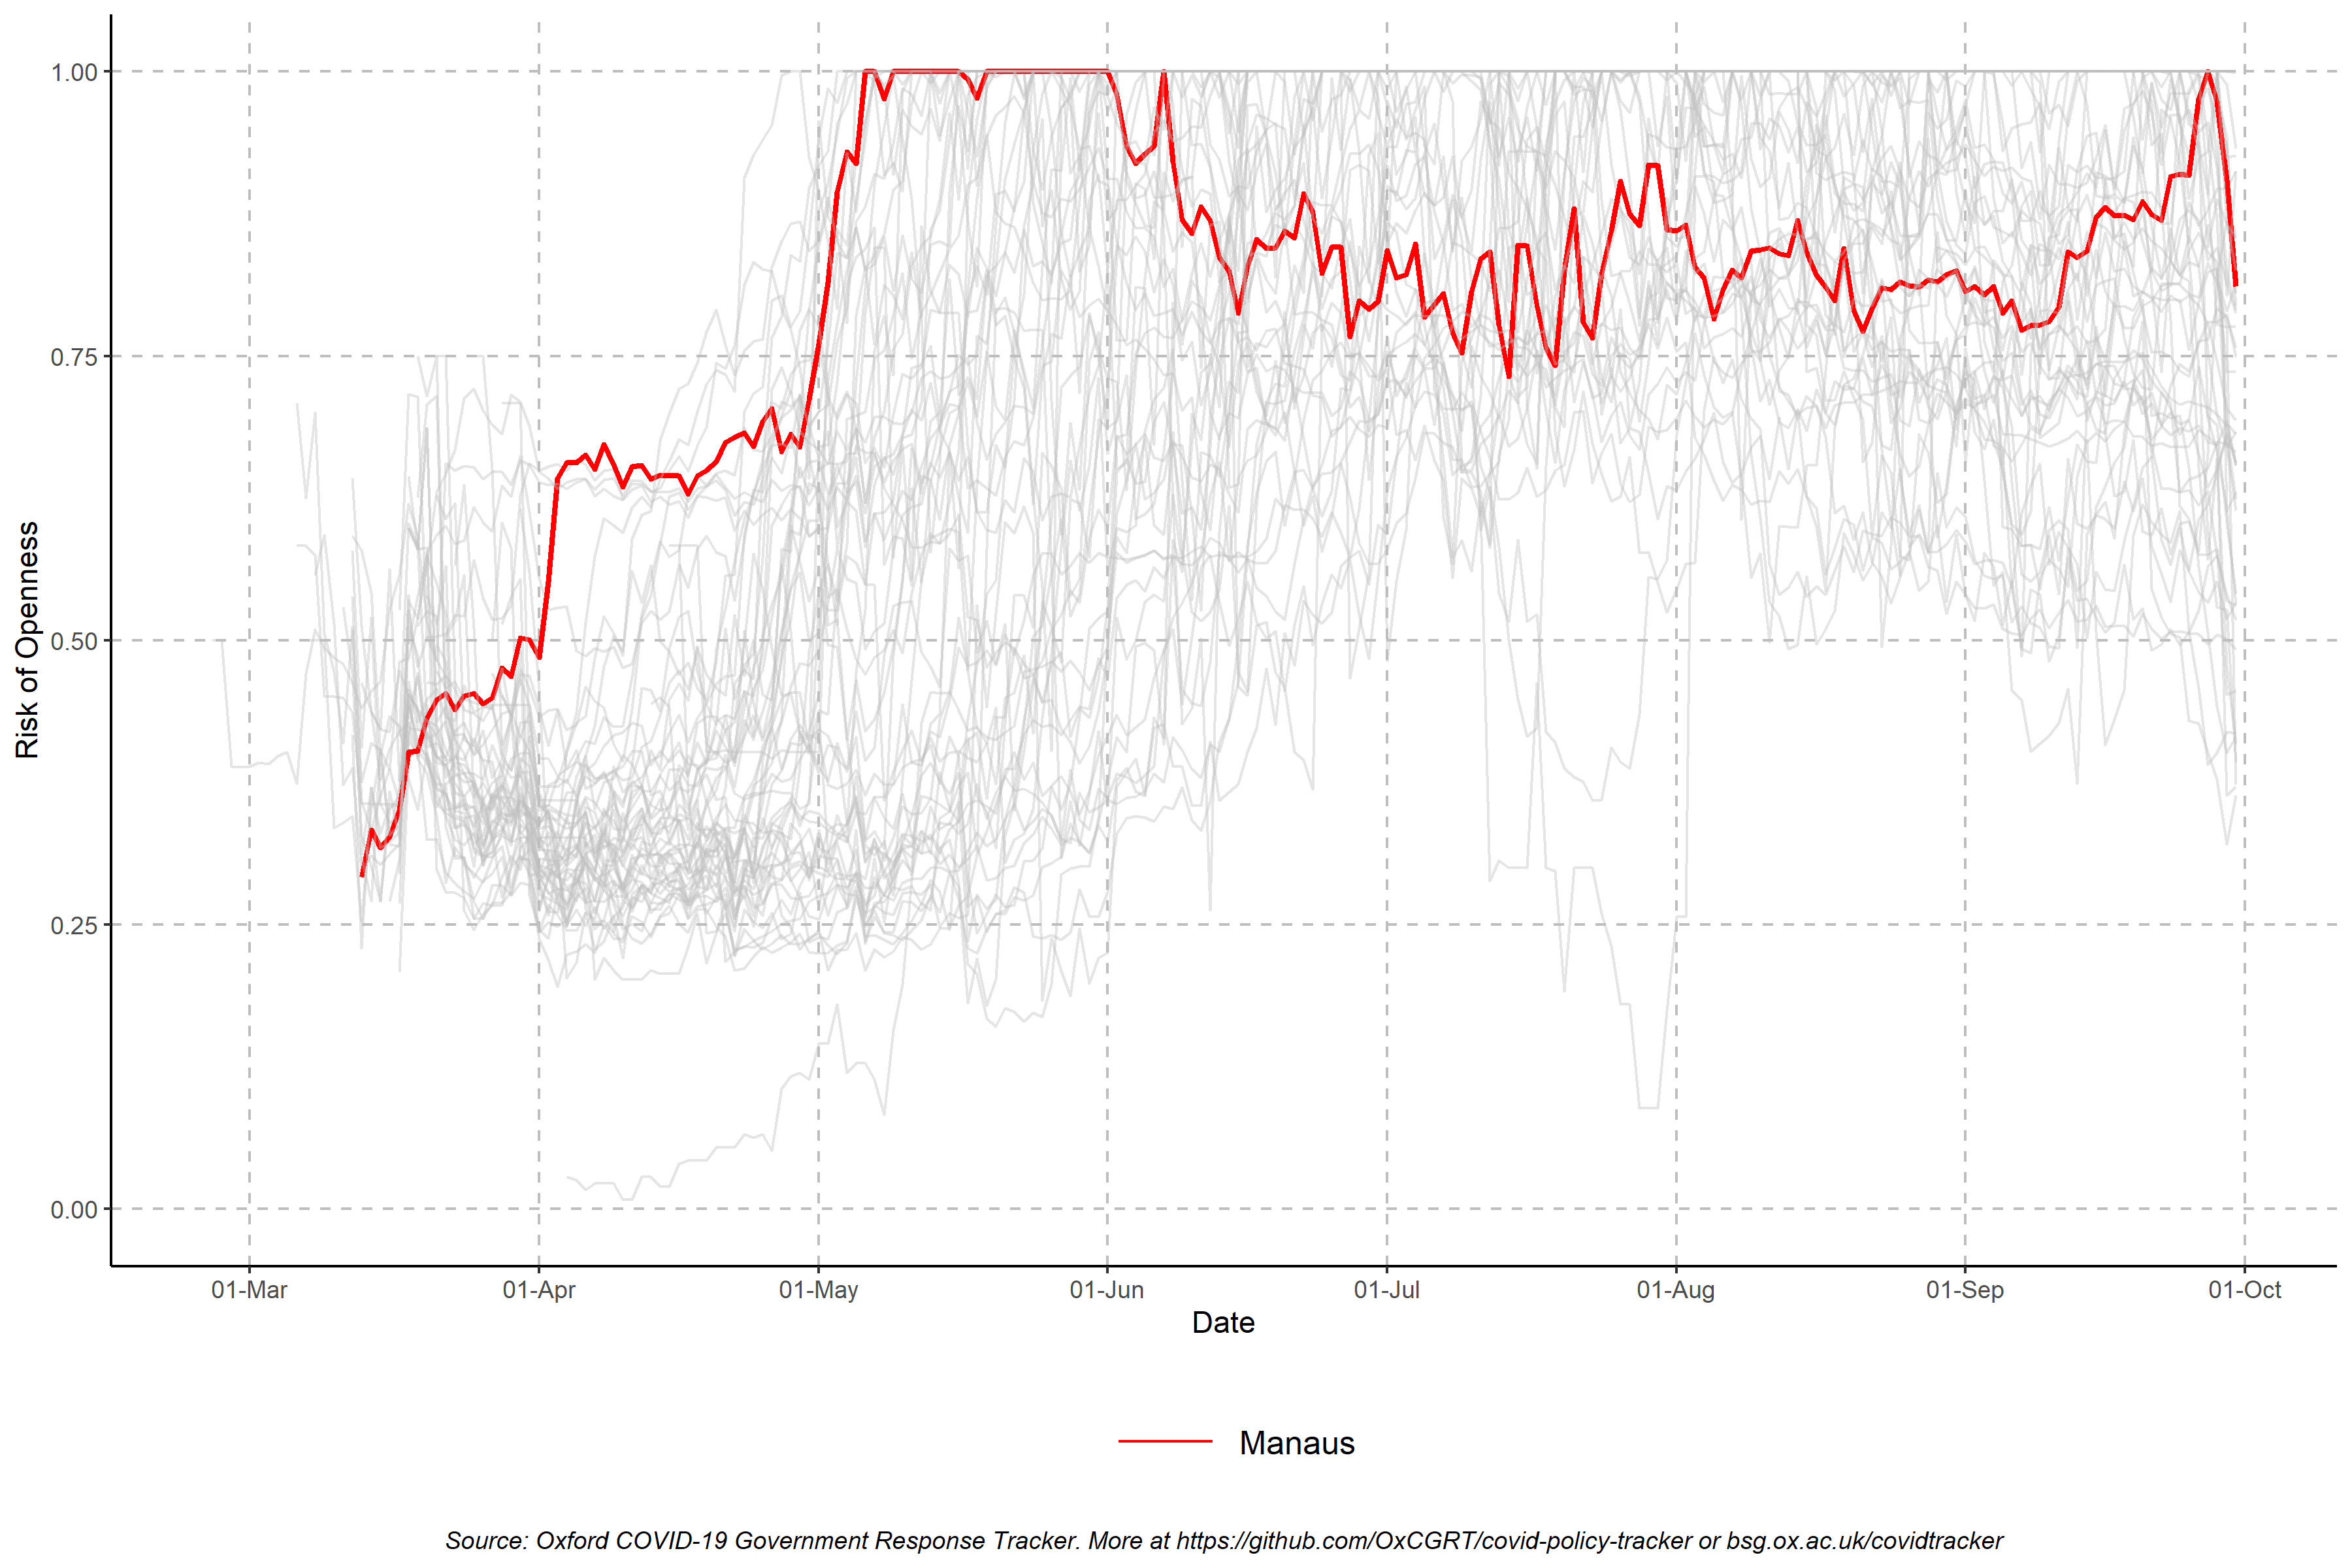 1.00
0.75
0.50
0.25
0.00
Risk of Openness
01-Mar 01-Apr 01-May 01-Jun 01-Jul 01-Aug 01-Sep 01-Oct
Date
Manaus
Source: Oxford COVID-19 Government Response Tracker. More at https://github.com/OxCGRT/covid-policy-tracker or bsg.ox.ac.uk/covidtracker